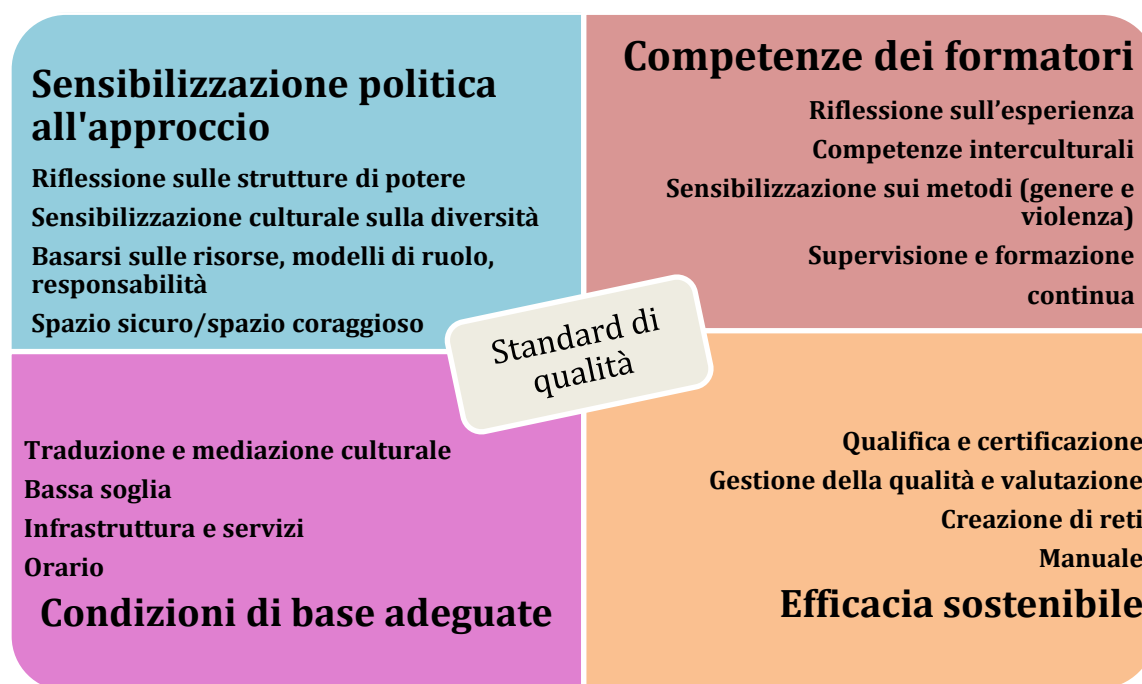 Sensibilizzazione politica
all'approccio
Riflessione sulle strutture di potere
Sensibilizzazione culturale sulla diversità
Basarsi sulle risorse, modelli di ruolo,
responsabilità
Spazio sicuro/spazio coraggioso
Competenze dei formatori
Riflessione sull’esperienza
Competenze interculturali
Sensibilizzazione sui metodi (genere e
violenza)
Supervisione e formazione
continua
Standard di
qualità
Traduzione e mediazione culturale
Bassa soglia
Infrastruttura e servizi
Orario
Condizioni di base adeguate
Qualifica e certificazione
Gestione della qualità e valutazione
Creazione di reti
Manuale
Efficacia sostenibile